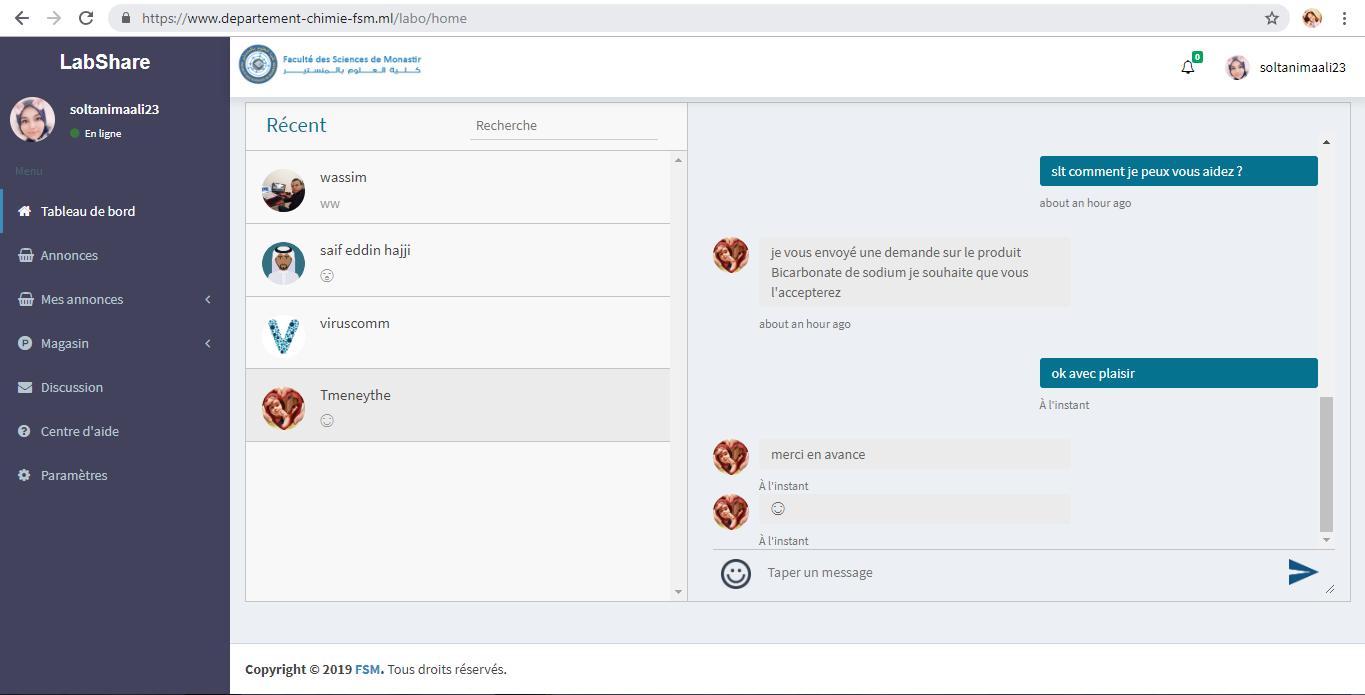 https://www.departement-chimie-fsm.ml/labo/home
LabShare
Faculté des Sciences de Monastir
كلية العلوم بالمنستير
0
soltanimaali23
soltanimaali23
En ligne
Menu
Tableau de bord
Annonces
Mes annonces
Magasin
Discussion
Centre d'aide
Paramètres
Récent
Recherche
wassim
ww
saif eddin hajji
viruscomm
Tmeneythe
slt comment je peux vous aidez ?
about an hour ago
je vous envoyé une demande sur le produit
Bicarbonate de sodium je souhaite que vous
l'accepterez
about an hour ago
ok avec plaisir
À l'instant
merci en avance
À l'instant
À l'instant
Taper un message
Copyright © 2019 FSM. Tous droits réservés.